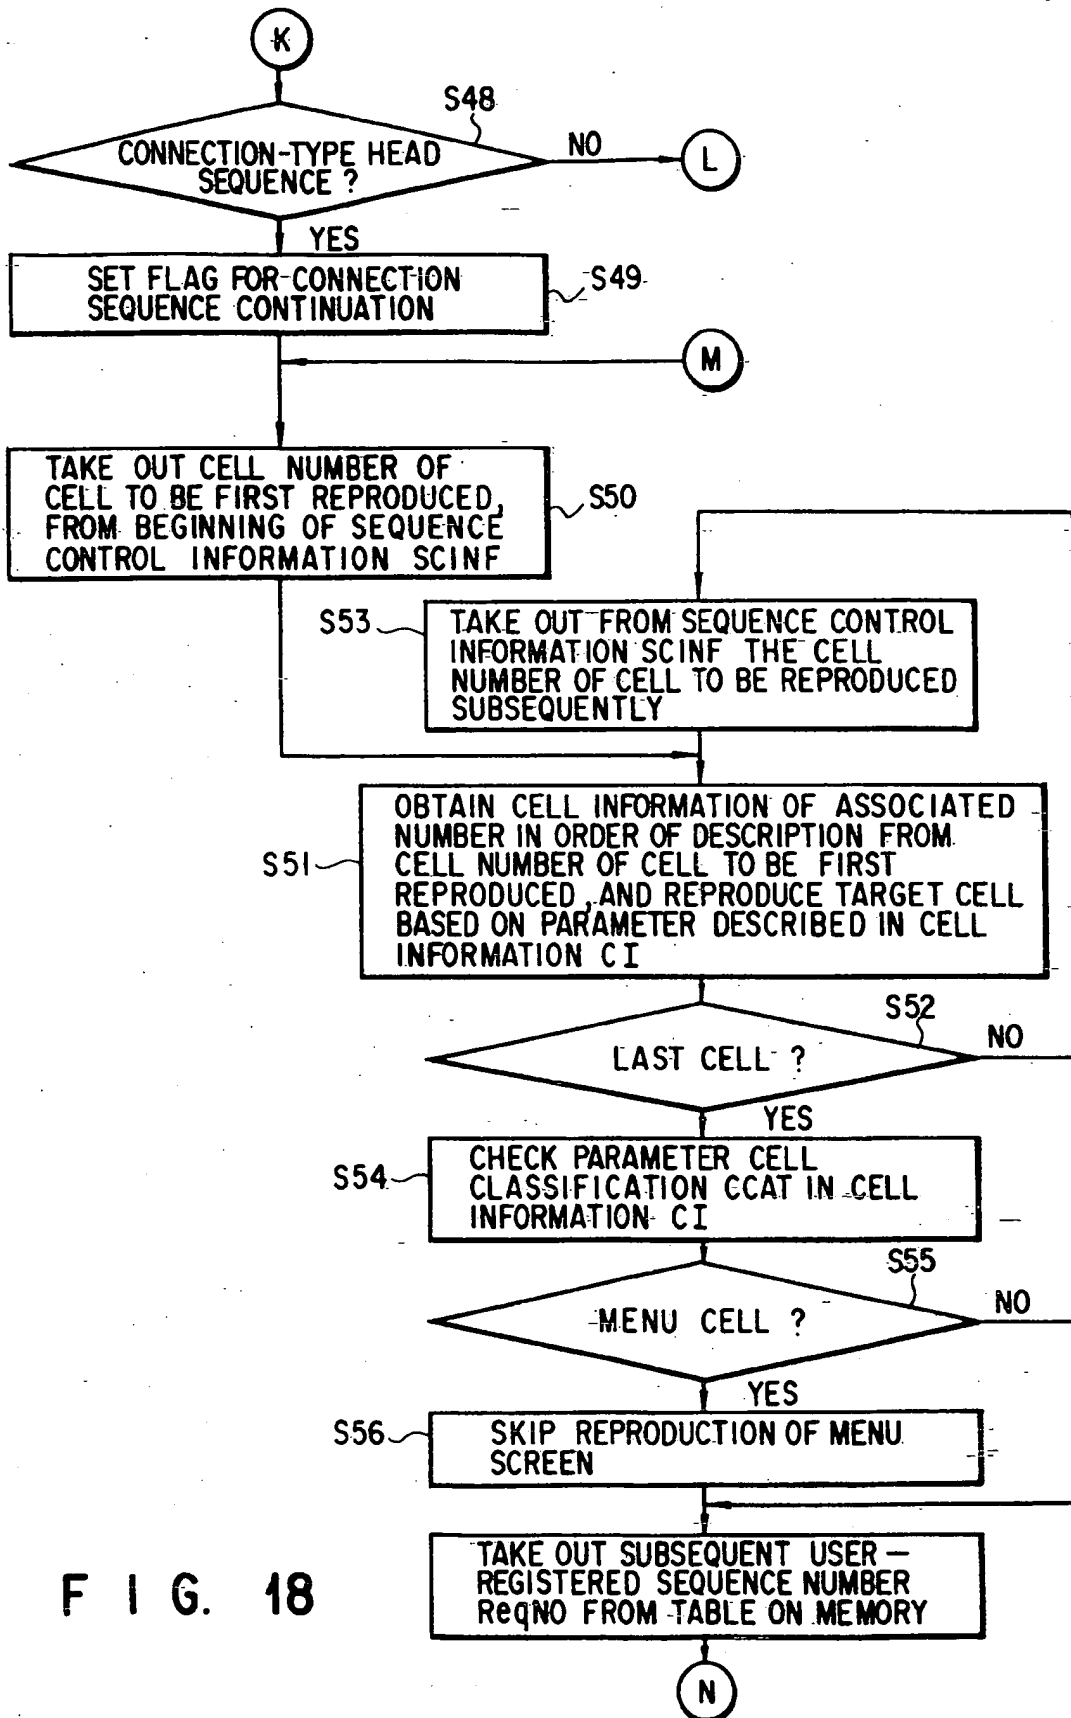 K
S48
CONNECTION-TYPE HEAD
SEQUENCE ?
NO
L
YES
SET FLAG FOR CONNECTION
SEQUENCE CONTINUATION
S49
M
TAKE OUT CELL NUMBER OF
CELL TO BE FIRST REPRODUCED,
FROM BEGINNING OF SEQUENCE
CONTROL INFORMATION SCINF
S50
S53
TAKE OUT FROM SEQUENCE CONTROL
INFORMATION SCINF THE CELL
NUMBER OF CELL TO BE REPRODUCED
SUBSEQUENTLY
S51
OBTAIN CELL INFORMATION OF ASSOCIATED
NUMBER IN ORDER OF DESCRIPTION FROM
CELL NUMBER OF CELL TO BE FIRST
REPRODUCED, AND REPRODUCE TARGET CELL
BASED ON PARAMETER DESCRIBED IN CELL
INFORMATION CI
S52
LAST CELL ?
NO
YES
S54
CHECK PARAMETER CELL
CLASSIFICATION CCAT IN CELL
INFORMATION CI
S55
MENU CELL ?
NO
YES
S56
SKIP REPRODUCTION OF MENU
SCREEN
TAKE OUT SUBSEQUENT USER-
REGISTERED SEQUENCE NUMBER
ReqNO FROM TABLE ON MEMORY
N
FIG. 18